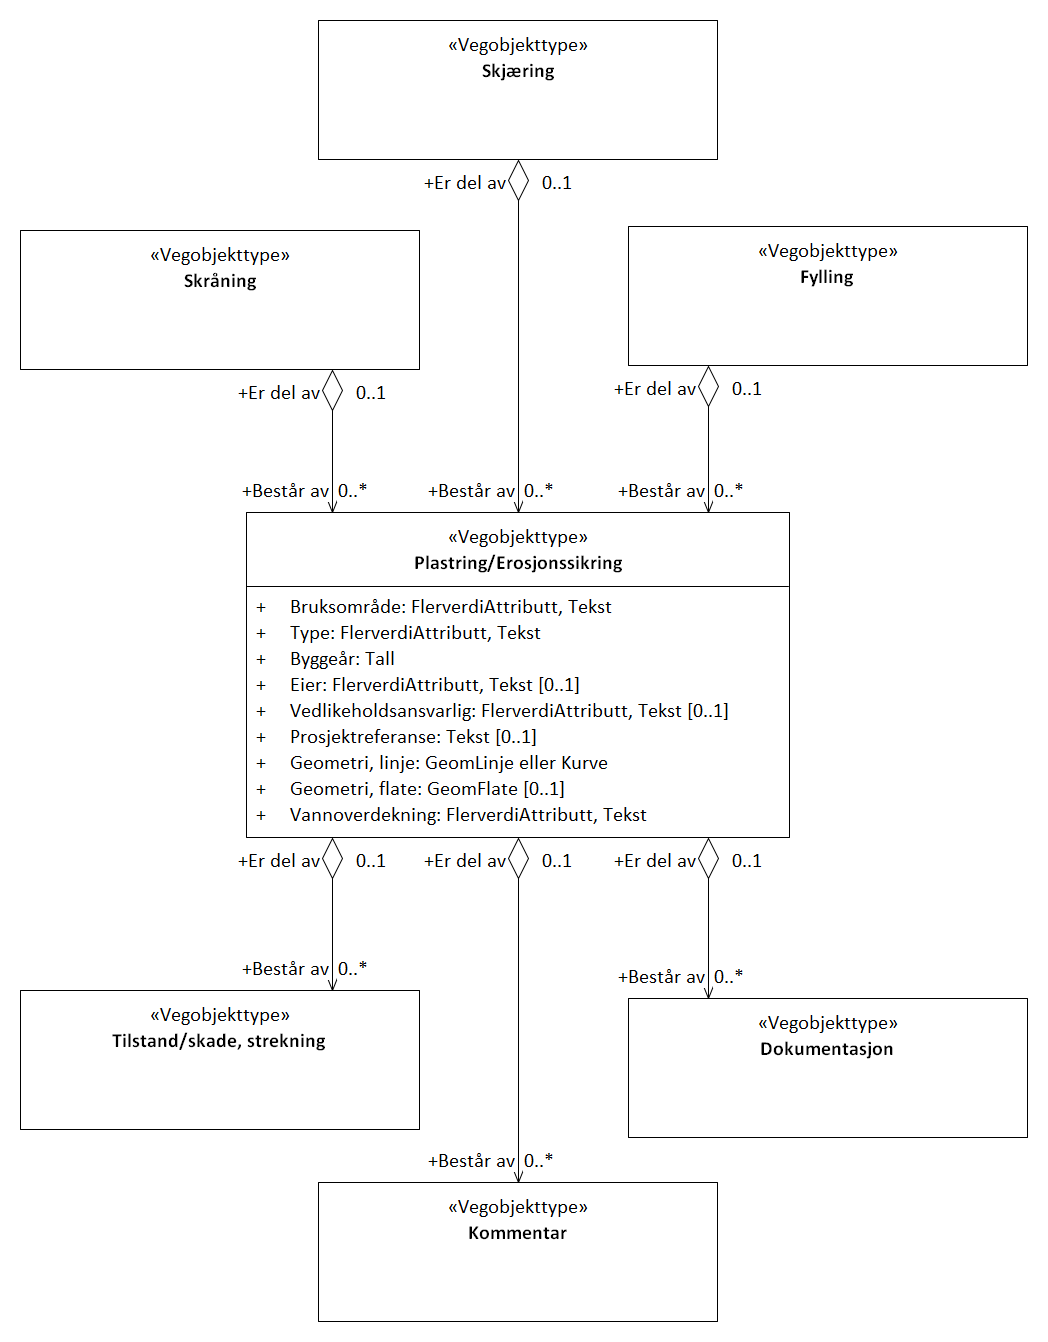 «Vegobjekttype»
Skjæring
+Er del av 0..1
«Vegobjekttype»
Skråning
«Vegobjekttype»
Fylling
+Er del av 0..1
+Er del av 0..1
+Består av 0..*
+Består av 0..*
+Består av 0..*
«Vegobjekttype»
Plastring/Erosjonssikring
+ Bruksområde: FlerverdiAttributt, Tekst
+ Type: FlerverdiAttributt, Tekst
+ Byggeår: Tall
+ Eier: FlerverdiAttributt, Tekst [0..1]
+ Vedlikeholdsansvarlig: FlerverdiAttributt, Tekst [0..1]
+ Prosjektreferanse: Tekst [0..1]
+ Geometri, linje: GeomLinje eller Kurve
+ Geometri, flate: GeomFlate [0..1]
+ Vannoverdekning: FlerverdiAttributt, Tekst
+Er del av 0..1
+Er del av 0..1
+Er del av 0..1
+Består av 0..*
+Består av 0..*
«Vegobjekttype»
Tilstand/skade, strekning
«Vegobjekttype»
Dokumentasjon
+Består av 0..*
«Vegobjekttype»
Kommentar